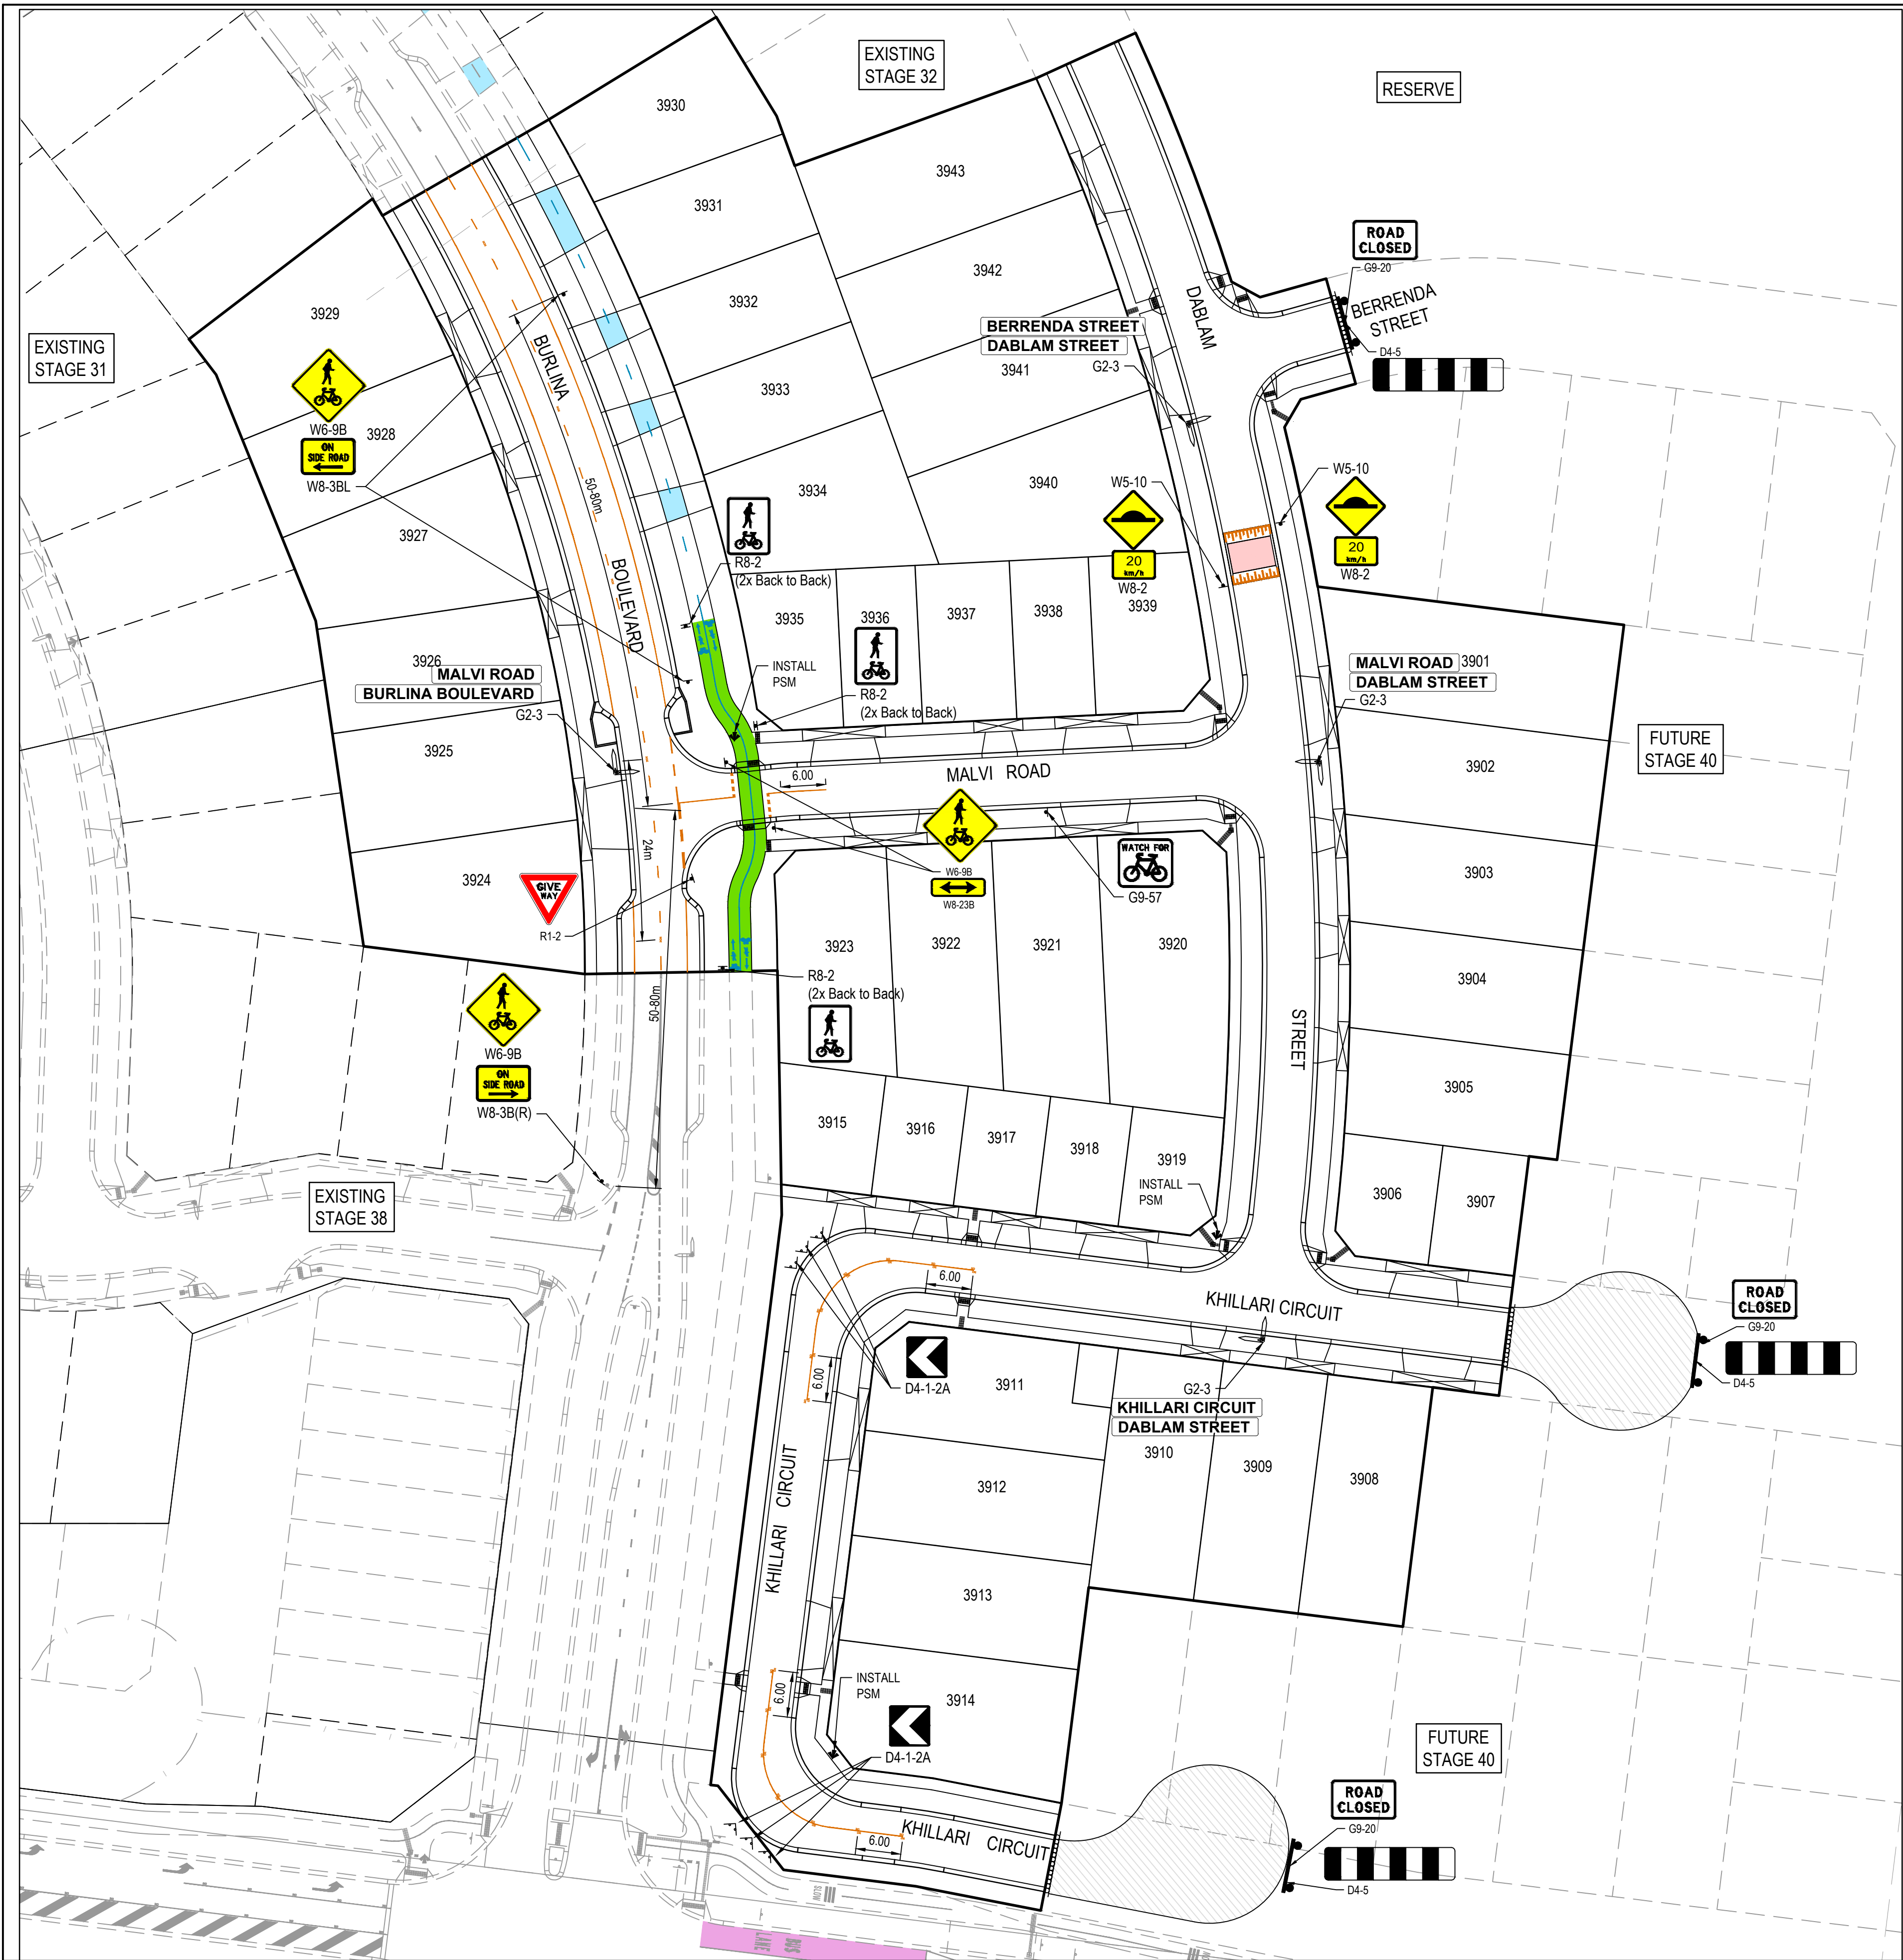 EXISTING
STAGE 32
RESERVE
3930
3943
3931
ROAD
CLOSED
G9-20
BERRENDA
STREET
D4-5
3942
3932
3929
DABLAM
BERRENDA STREET
DABLAM STREET
G2-3
3941
EXISTING
STAGE 31
BURLINA
3933
W6-9B
3928
ON
SIDE ROAD
W8-3BL
50-80m
3934
3940
W5-10
20
km/h
W8-2
W5-10
20
km/h
W8-2
3927
R8-2
(2x Back to Back)
BOULEVARD
3935
3936
3937
3938
3939
3926
MALVI ROAD
BURLINA BOULEVARD
G2-3
INSTALL
PSM
R8-2
(2x Back to Back)
MALVI ROAD
3901
DABLAM STREET
G2-3
3925
FUTURE
STAGE 40
3902
6.00
MALVI ROAD
24m
3924
GIVE
WAY
R1-2
W6-9B
W8-23B
WATCH FOR
G9-57
3903
3923
3922
3921
3920
R8-2
(2x Back to Back)
3904
50-80m
W6-9B
ON
SIDE ROAD
W8-3B(R)
STREET
3905
3915
3916
3917
3918
3919
INSTALL
PSM
3906
3907
EXISTING
STAGE 38
6.00
KHILLARI CIRCUIT
ROAD
CLOSED
G9-20
D4-5
6.00
D4-1-2A
3911
G2-3
KHILLARI CIRCUIT
DABLAM STREET
3910
3909
3908
3912
KHILLARI CIRCUIT
3913
6.00
INSTALL
PSM
3914
D4-1-2A
FUTURE
STAGE 40
ROAD
CLOSED
G9-20
D4-5
6.00
KHILLARI CIRCUIT
SLOW
BUS
LANE